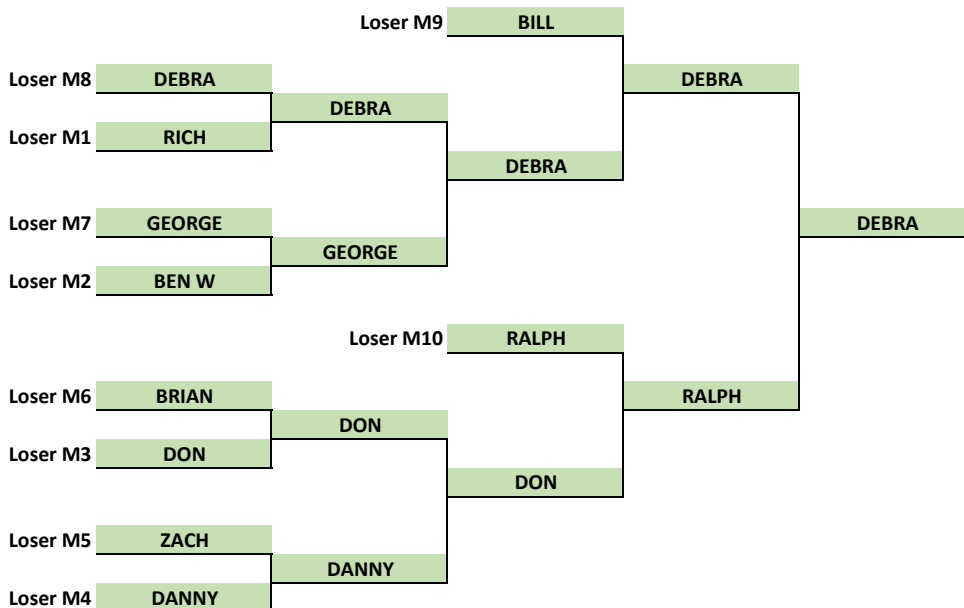 Loser M9 BILL
Loser M8 DEBRA DEBRA
DEBRA
Loser M1 RICH
DEBRA
Loser M7 GEORGE DEBRA
GEORGE
Loser M2 BEN W
Loser M10 RALPH
Loser M6 BRIAN RALPH
DON
Loser M3 DON
DON
Loser M5 ZACH
DANNY
Loser M4 DANNY